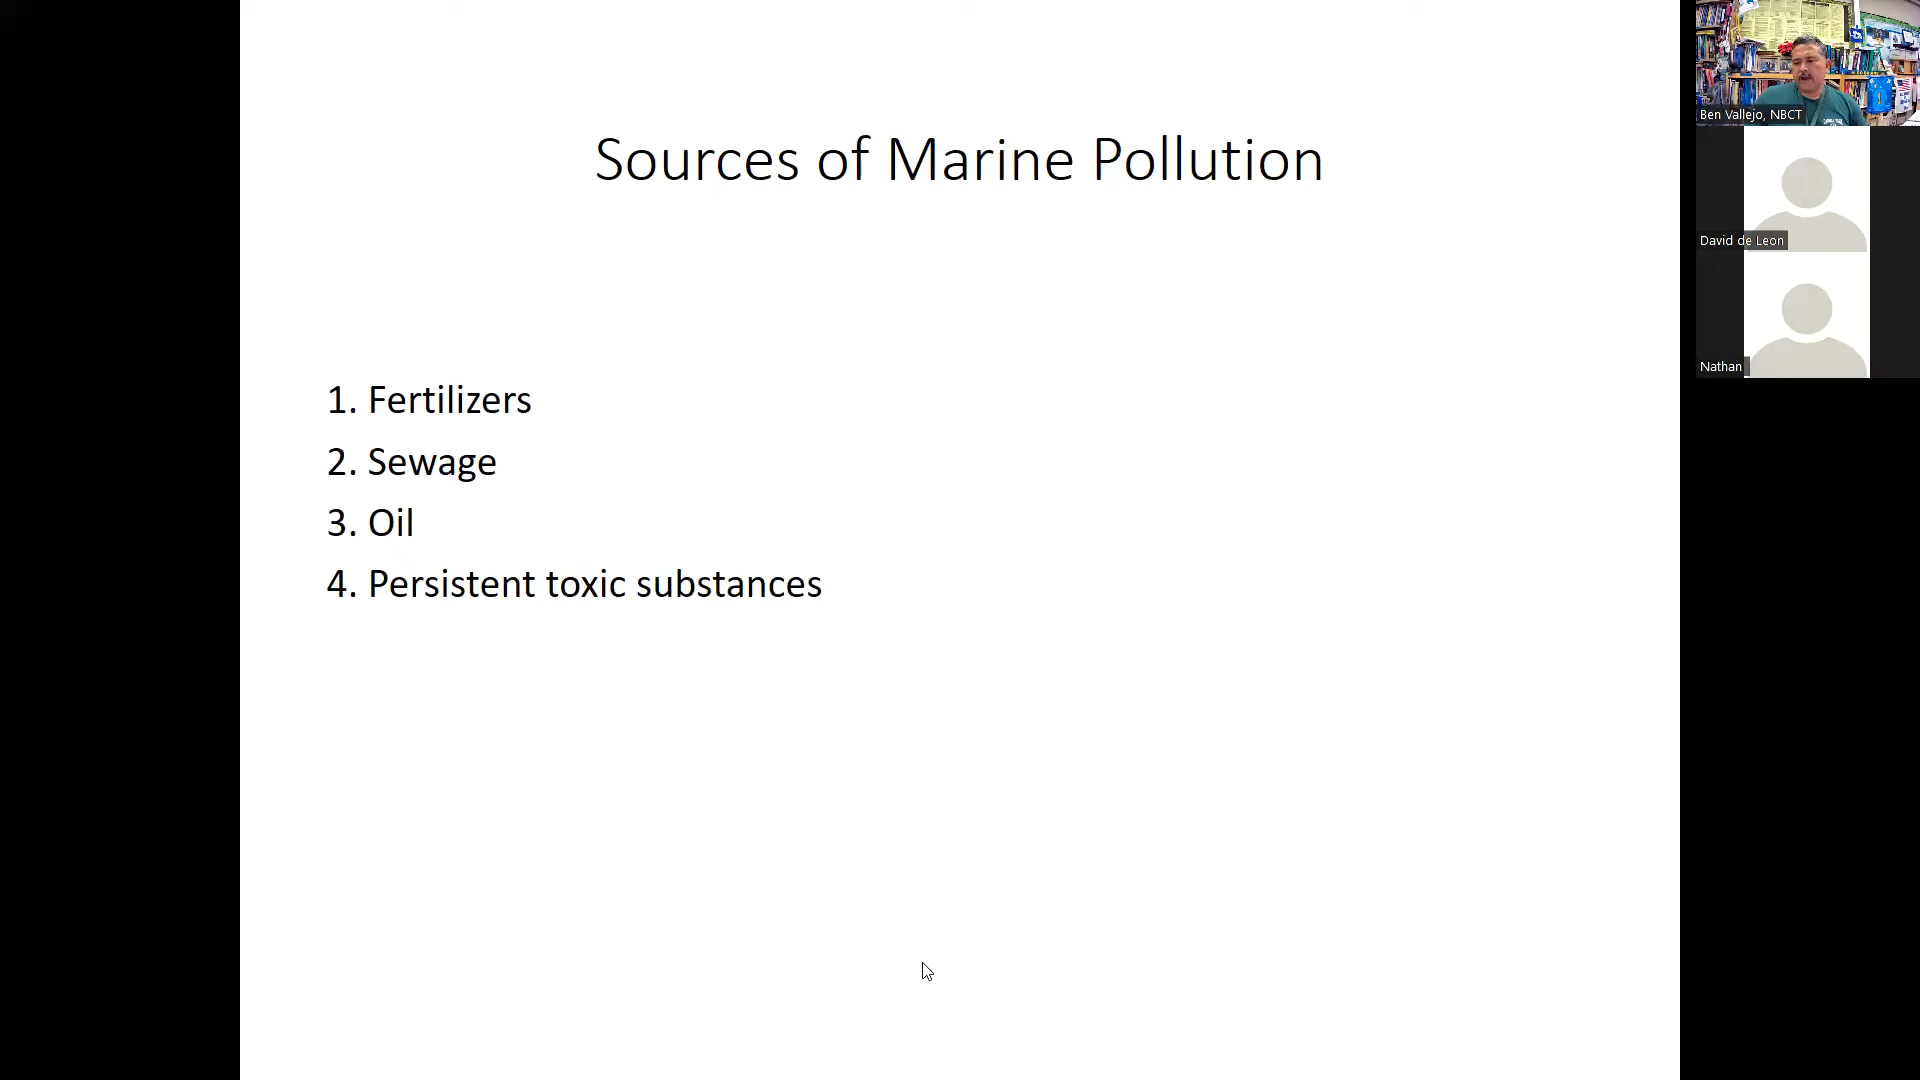 Sources of Marine Pollution
1. Fertilizers
2. Sewage
3. Oil
4. Persistent toxic substances
Ben Vallejo, NBCT
David de Leon
Nathan